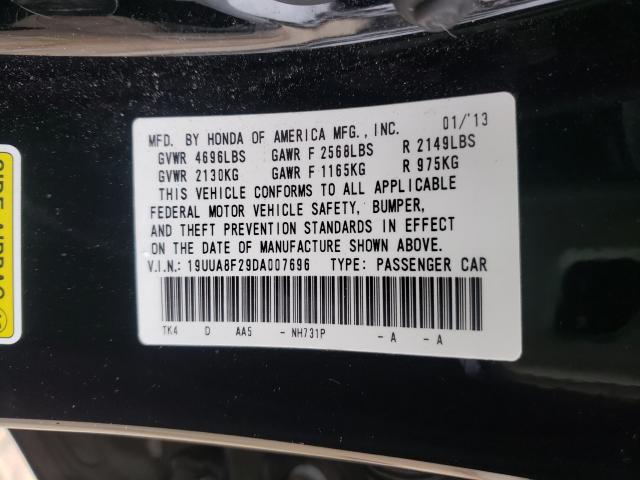 MFD. BY HONDA OF AMERICA MFG., INC. 01/'13
GVWR 4696LBS GAWR F 2568LBS R 2149LBS
GVWR 2130KG GAWR F 1165KG R 975KG
THIS VEHICLE CONFORMS TO ALL APPLICABLE
FEDERAL MOTOR VEHICLE SAFETY, BUMPER,
AND THEFT PREVENTION STANDARDS IN EFFECT
ON THE DATE OF MANUFACTURE SHOWN ABOVE.
V.I.N.: 19UUA8F29DA007696 TYPE: PASSENGER CAR
TK4 D AA5 - NH731P - A - A
SIDE AIRBAG